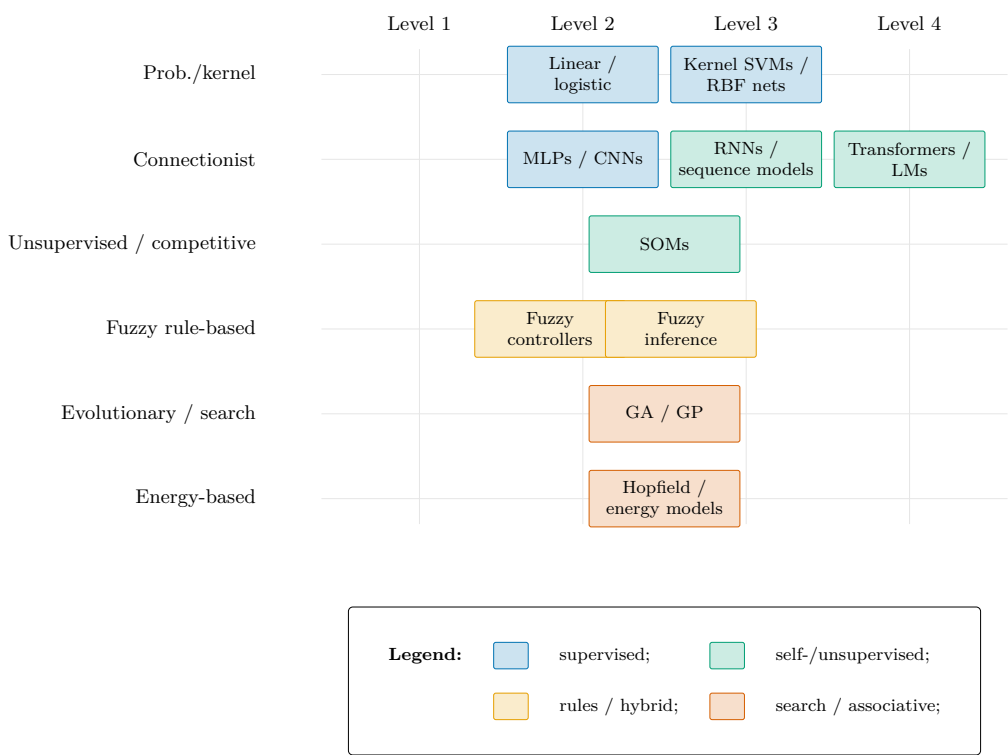 Level 1 Level 2 Level 3 Level 4
Prob./kernel
Linear /
logistic
Kernel SVMs /
RBF nets
Connectionist
MLPs / CNNs
RNNs /
sequence models
Transformers /
LMs
Unsupervised / competitive
SOMs
Fuzzy rule-based
Fuzzy
controllers
Fuzzy
inference
Evolutionary / search
GA / GP
Energy-based
Hopfield /
energy models
Legend: supervised; self-/unsupervised;
rules / hybrid; search / associative;